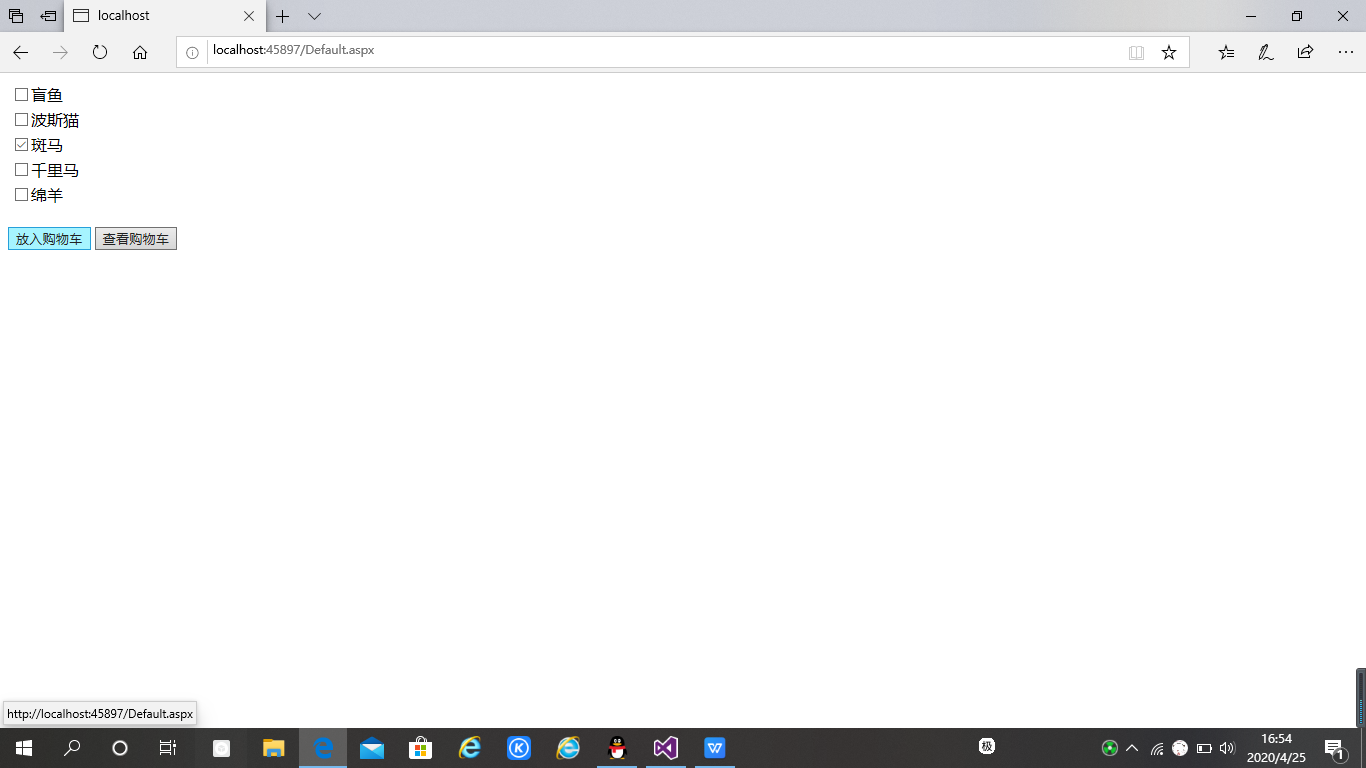 localhost
localhost:45897/Default.aspx
盲鱼
波斯猫
斑马
千里马
绵羊
放入购物车 查看购物车
http://localhost:45897/Default.aspx
极
16:54
2020/4/25
1